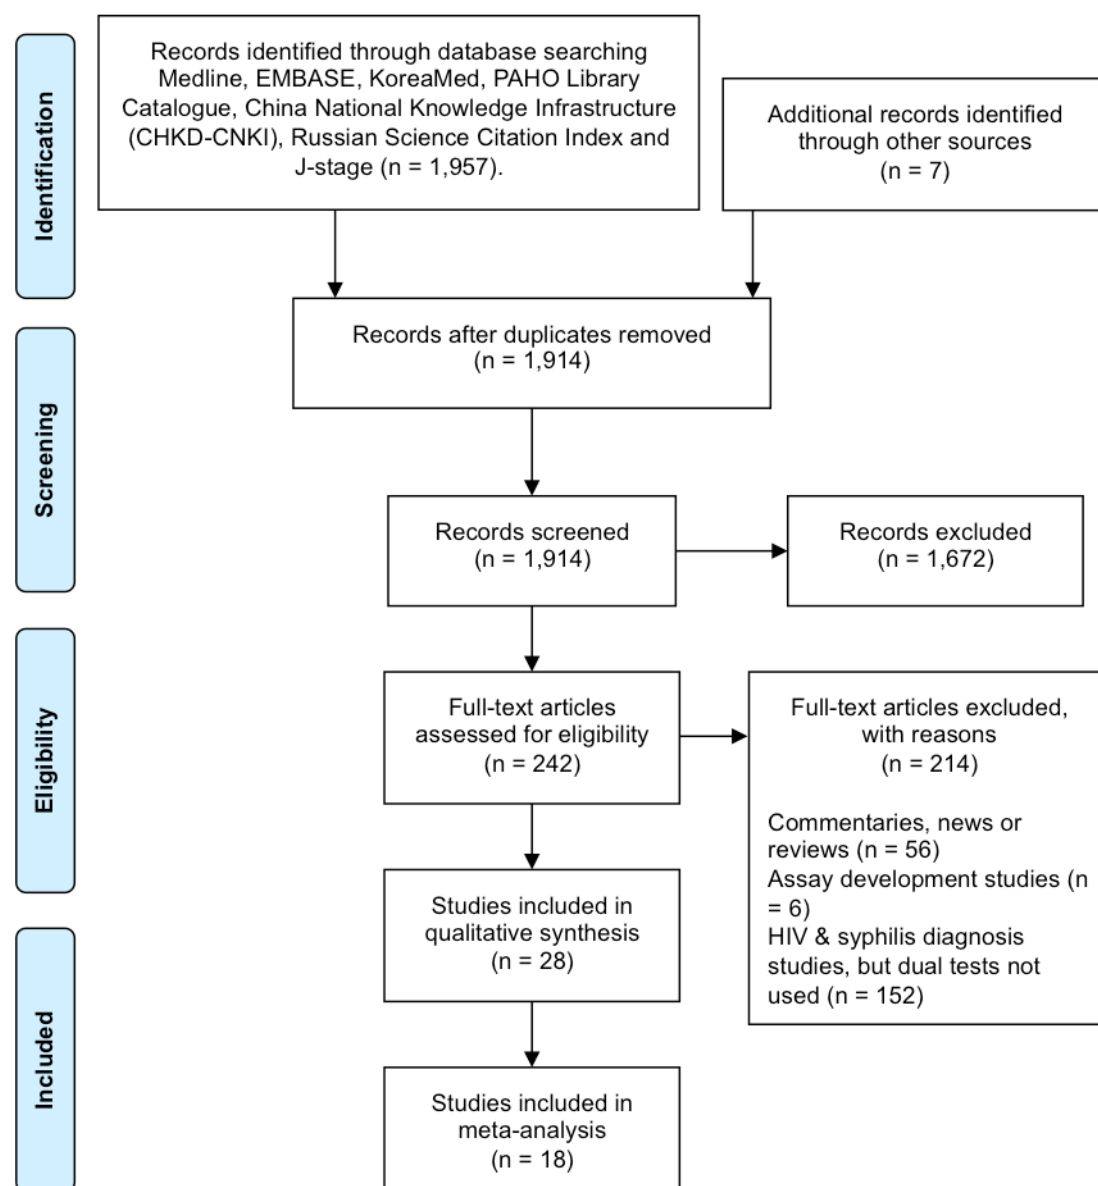 Identification
Records identified through database searching
Medline, EMBASE, KoreaMed, PAHO Library
Catalogue, China National Knowledge Infrastructure
(CHKD-CNKI), Russian Science Citation Index and
J-stage (n = 1,957).
Additional records identified
through other sources
(n = 7)
Screening
Records after duplicates removed
(n = 1,914)
Records screened
(n = 1,914)
Records excluded
(n = 1,672)
Eligibility
Full-text articles
assessed for eligibility
(n = 242)
Full-text articles excluded,
with reasons
(n = 214)
Commentaries, news or
reviews (n = 56)
Assay development studies (n
= 6)
HIV & syphilis diagnosis
studies, but dual tests not
used (n = 152)
Studies included in
qualitative synthesis
(n = 28)
Included
Studies included in
meta-analysis
(n = 18)